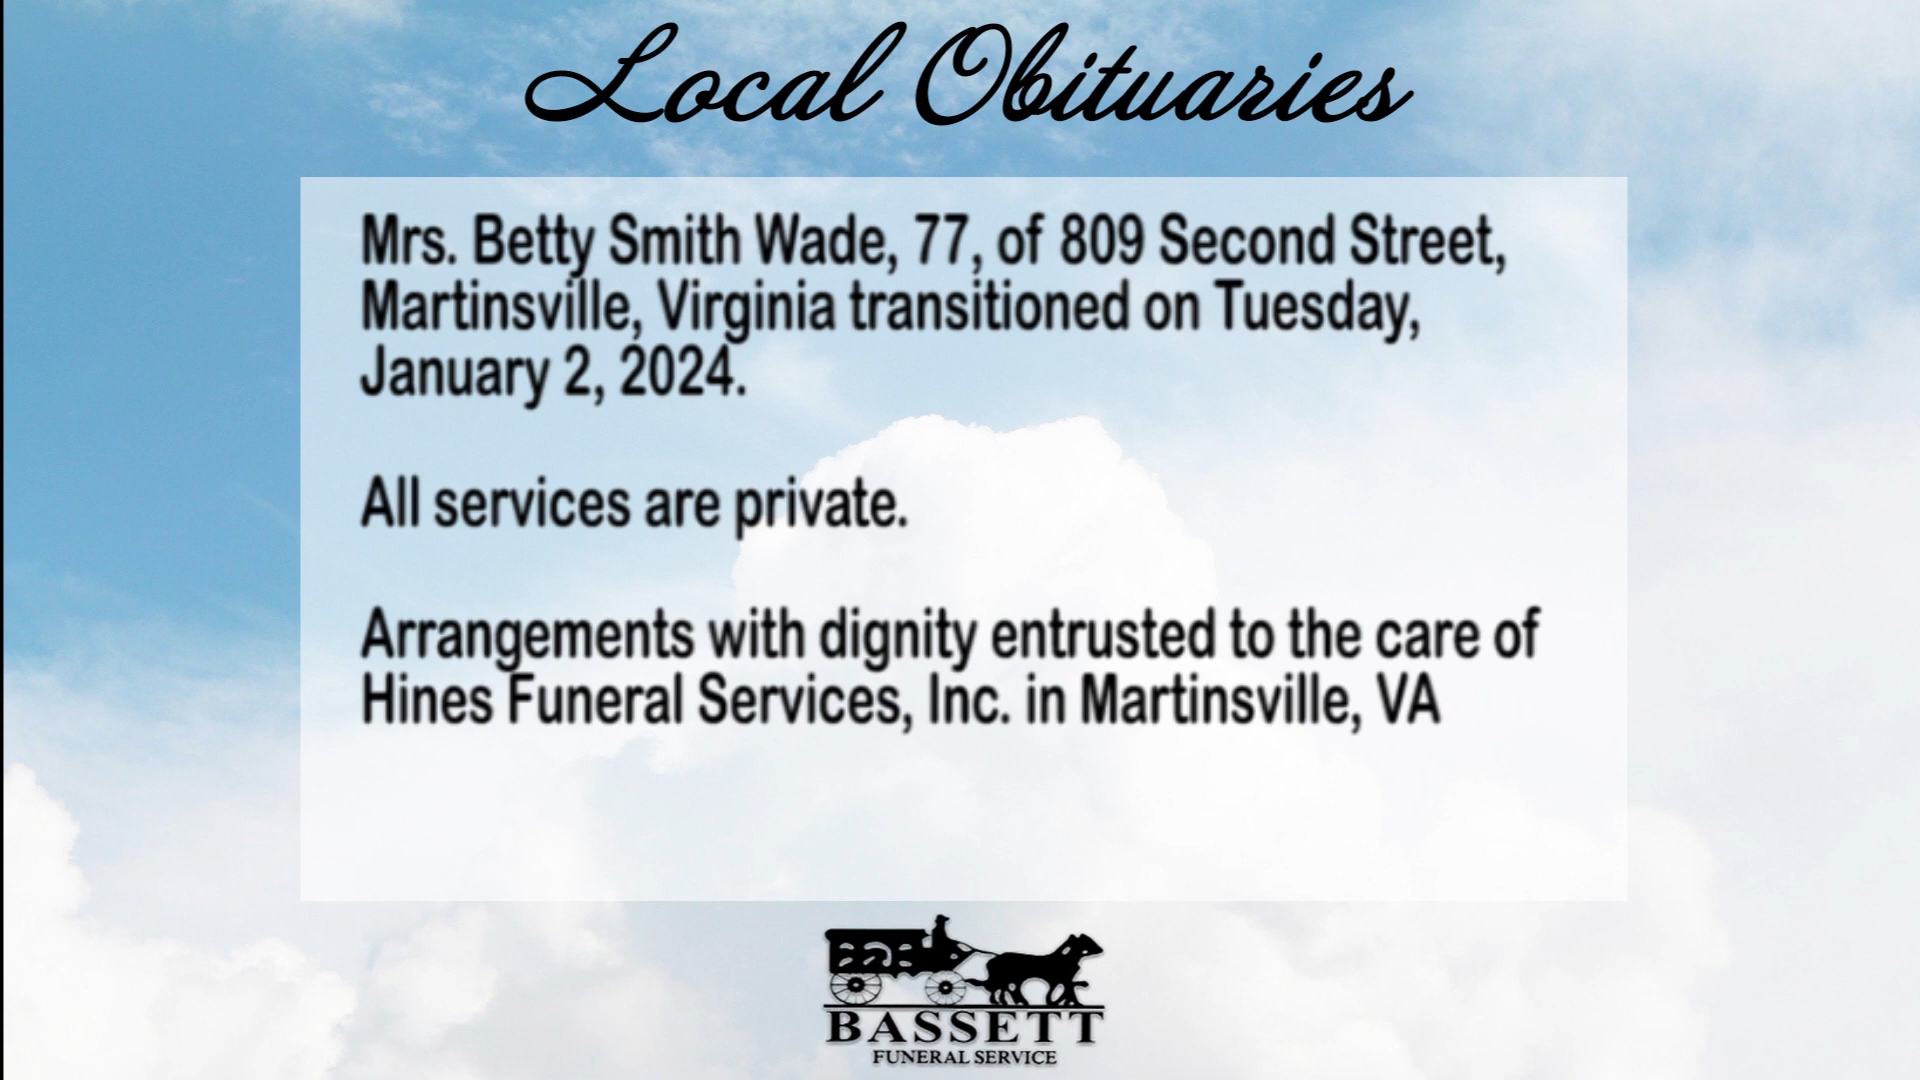 Local Obituaries
Mrs. Betty Smith Wade, 77, of 809 Second Street,
Martinsville, Virginia transitioned on Tuesday,
January 2, 2024.
All services are private.
Arrangements with dignity entrusted to the care of
Hines Funeral Services, Inc. in Martinsville, VA
BASSETT
FUNERAL SERVICE